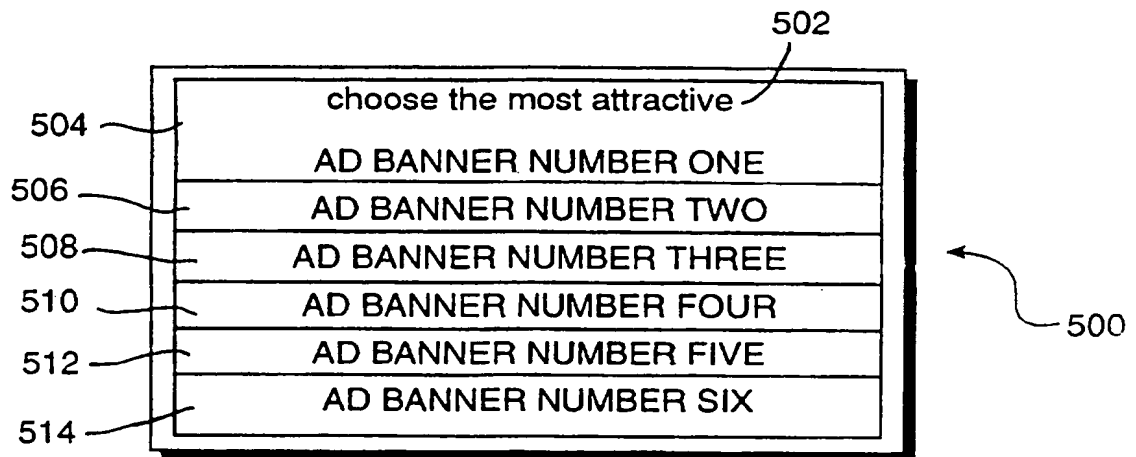 502
choose the most attractive
504
AD BANNER NUMBER ONE
506
AD BANNER NUMBER TWO
508
AD BANNER NUMBER THREE
510
AD BANNER NUMBER FOUR
500
512
AD BANNER NUMBER FIVE
514
AD BANNER NUMBER SIX